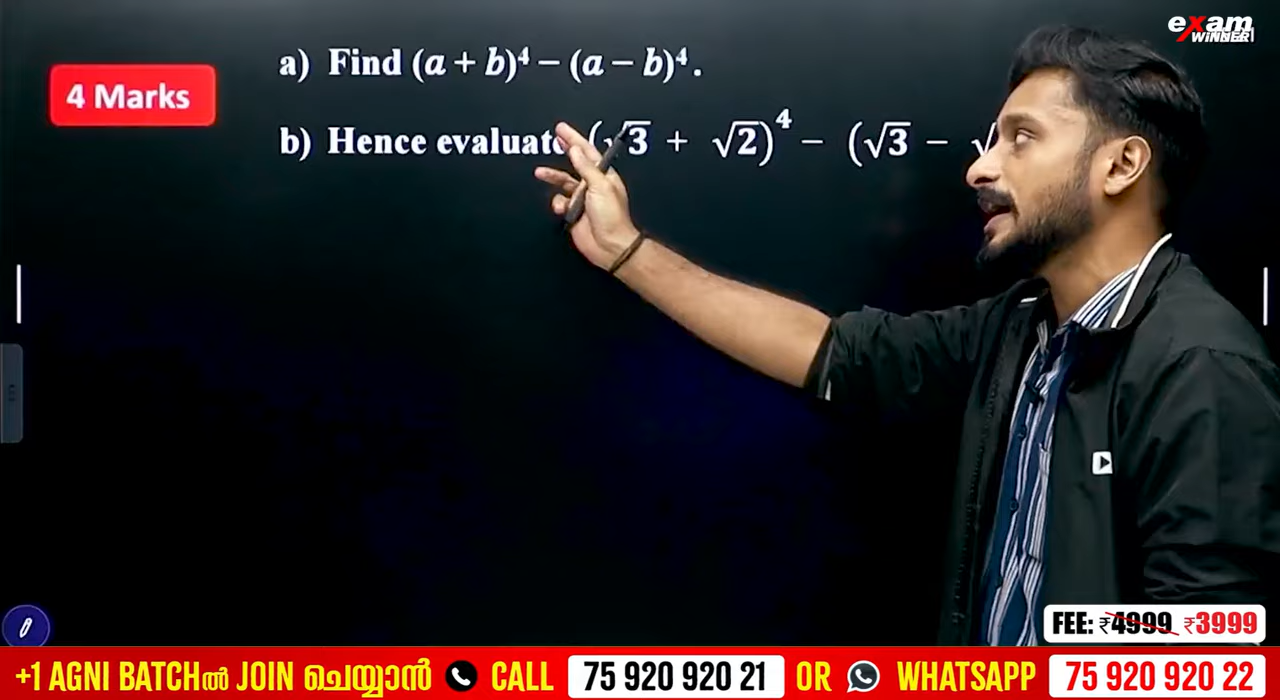 exam
WINNER
4 Marks
a) Find (a + b)⁴ − (a − b)⁴.
b) Hence evaluate (√3 + √2)⁴ − (√3 − √
FEE: ₹4999 ₹3999
+1 AGNI BATCHൽ JOIN ചെയ്യാൻ CALL 75 920 920 21 OR WHATSAPP 75 920 920 22